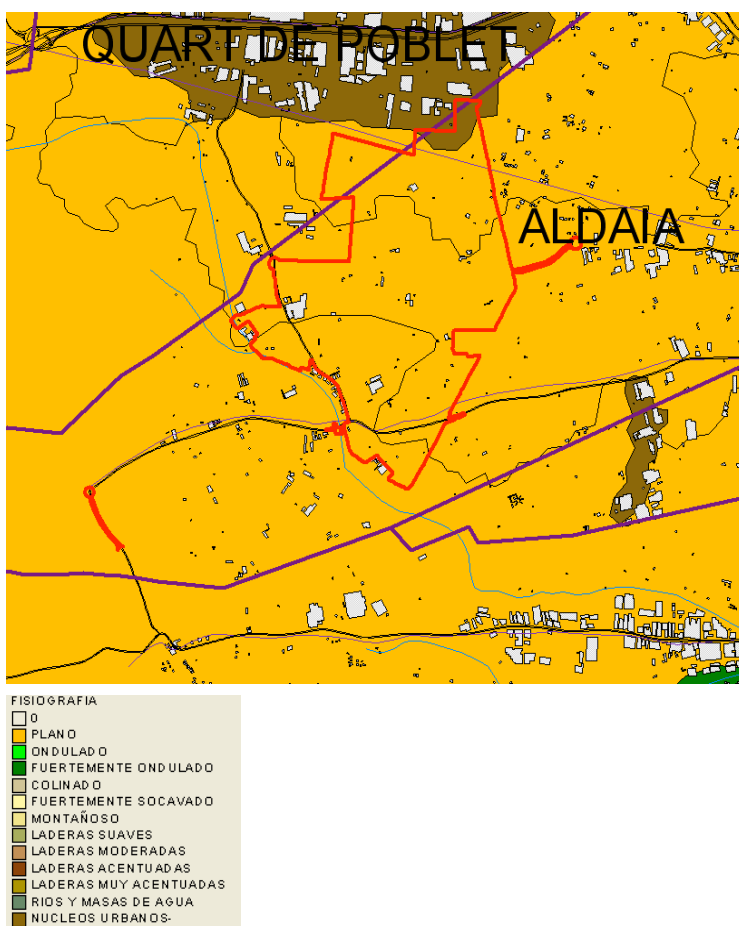 QUART DE POBLET
ALDAIA
FISIOGRAFIA
0
PLANO
ONDULADO
FUERTEMENTE ONDULADO
COLINADO
FUERTEMENTE SOCAVADO
MONTAÑOSO
LADERAS SUAVES
LADERAS MODERADAS
LADERAS ACENTUADAS
LADERAS MUY ACENTUADAS
RIOS Y MASAS DE AGUA
NUCLEOS URBANOS-